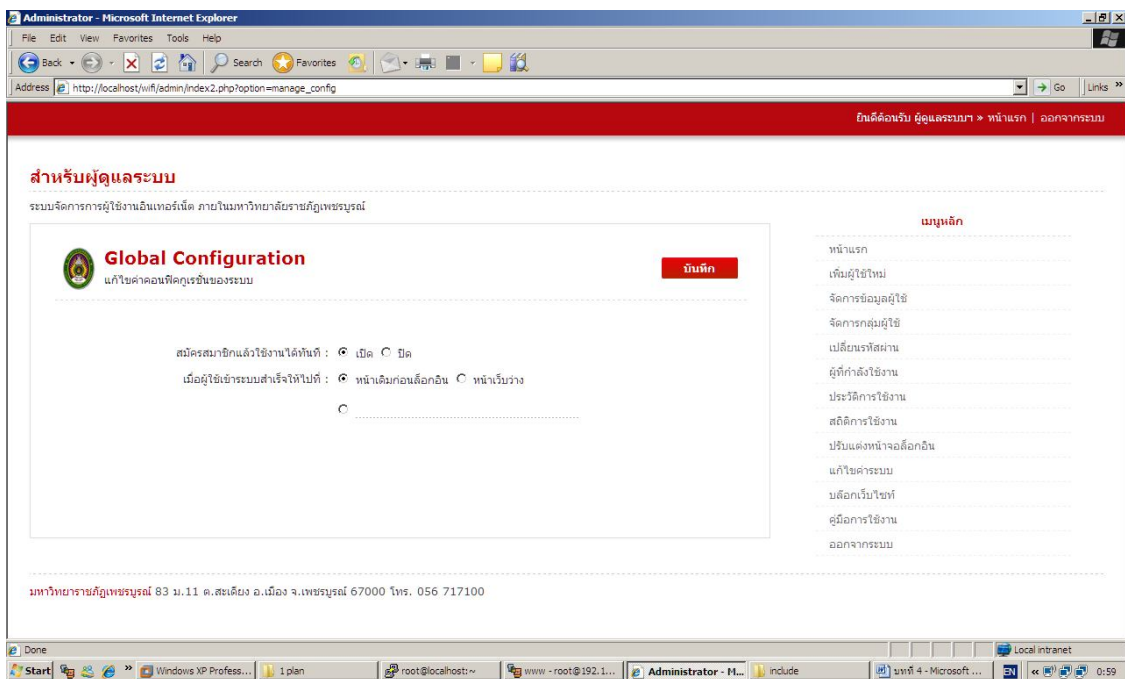 Administrator - Microsoft Internet Explorer
File Edit View Favorites Tools Help
Back Search Favorites
Address http://localhost/wifi/admin/index2.php?option=manage_config Go Links »
ยินดีต้อนรับ ผู้ดูแลระบบฯ » หน้าแรก | ออกจากระบบ
สำหรับผู้ดูแลระบบ
ระบบจัดการการผู้ใช้งานอินเทอร์เน็ต ภายในมหาวิทยาลัยราชภัฏเพชรบูรณ์
Global Configuration
แก้ไขค่าคอนฟิคกูเรชั่นของระบบ
บันทึก
สมัครสมาชิกแล้วใช้งานได้ทันที : เปิด ปิด
เมื่อผู้ใช้เข้าระบบสำเร็จให้ไปที่ : หน้าเดิมก่อนล็อกอิน หน้าเว็บว่าง
เมนูหลัก
หน้าแรก
เพิ่มผู้ใช้ใหม่
จัดการข้อมูลผู้ใช้
จัดการกลุ่มผู้ใช้
เปลี่ยนรหัสผ่าน
ผู้ที่กำลังใช้งาน
ประวัติการใช้งาน
สถิติการใช้งาน
ปรับแต่งหน้าจอล็อกอิน
แก้ไขค่าระบบ
บล๊อกเว็บไซท์
คู่มือการใช้งาน
ออกจากระบบ
มหาวิทยาราชภัฏเพชรบูรณ์ 83 ม.11 ต.สะเดียง อ.เมือง จ.เพชรบูรณ์ 67000 โทร. 056 717100
Done Local intranet
Start » Windows XP Profess... 1 plan root@localhost:~ www - root@192.1... Administrator - M... include บทที่ 4 - Microsoft ... EN « 0:59